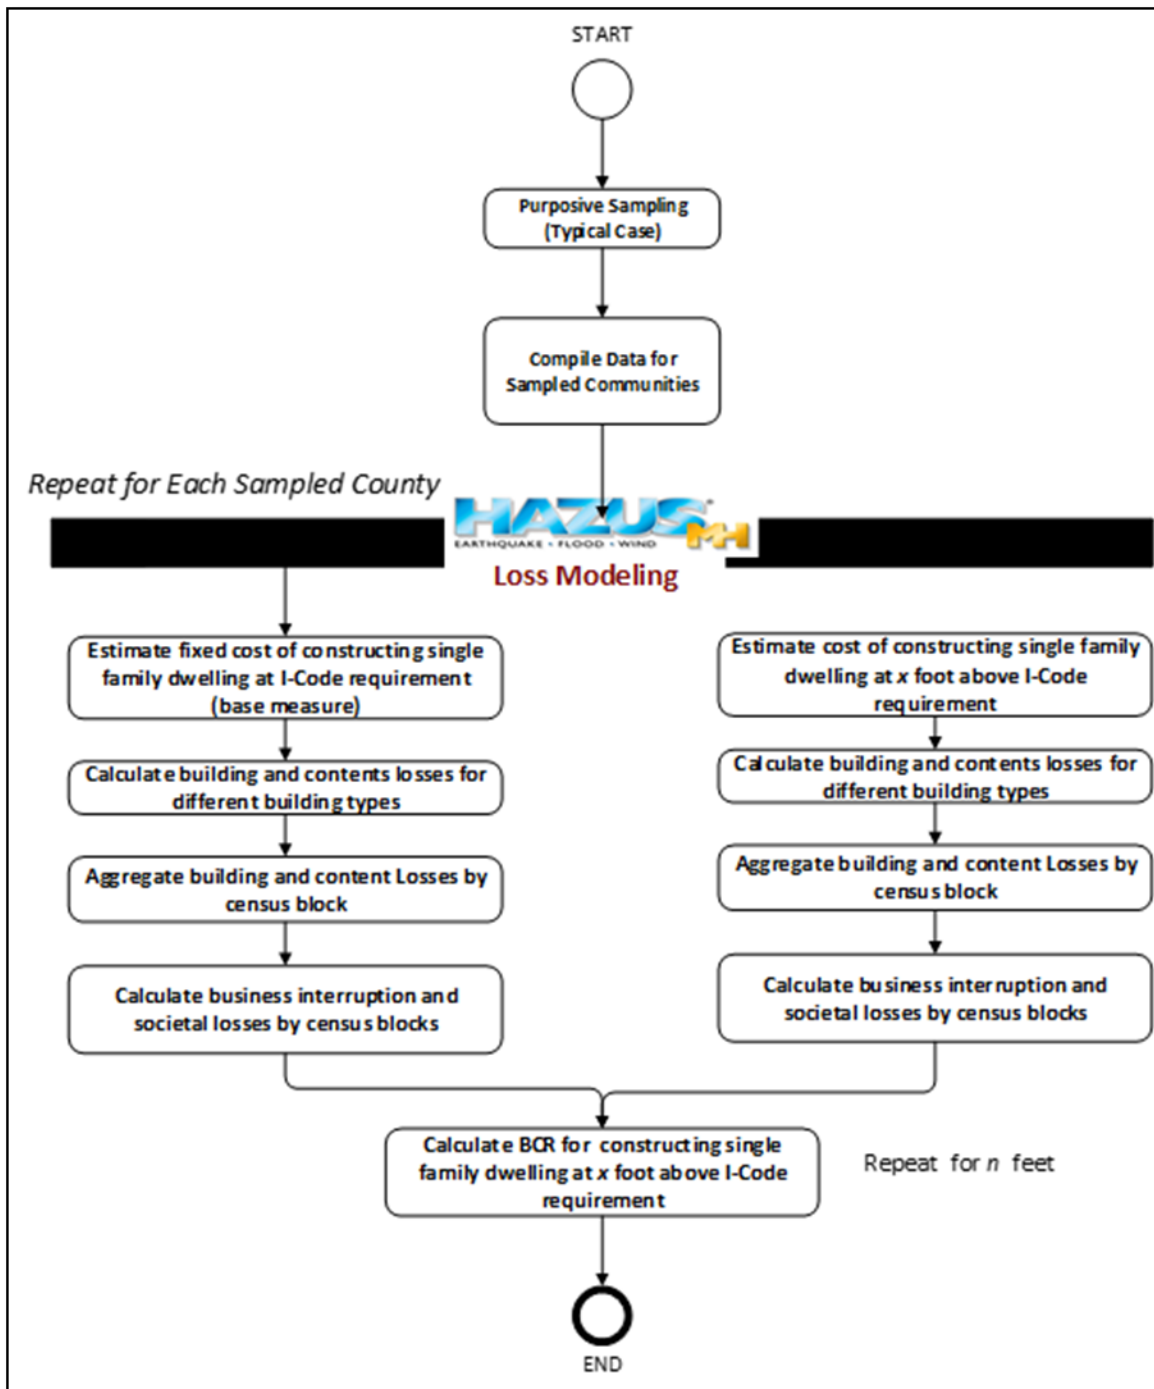 START
Purposive Sampling
(Typical Case)
Compile Data for
Sampled Communities
Repeat for Each Sampled County
HAZUS MH
EARTHQUAKE • FLOOD • WIND
Loss Modeling
Estimate fixed cost of constructing single
family dwelling at I-Code requirement
(base measure)
Calculate building and contents losses for
different building types
Aggregate building and content Losses by
census block
Calculate business interruption and
societal losses by census blocks
Estimate cost of constructing single family
dwelling at x foot above I-Code
requirement
Calculate building and contents losses for
different building types
Aggregate building and content Losses by
census block
Calculate business interruption and
societal losses by census blocks
Calculate BCR for constructing single
family dwelling at x foot above I-Code
requirement
Repeat for n feet
END